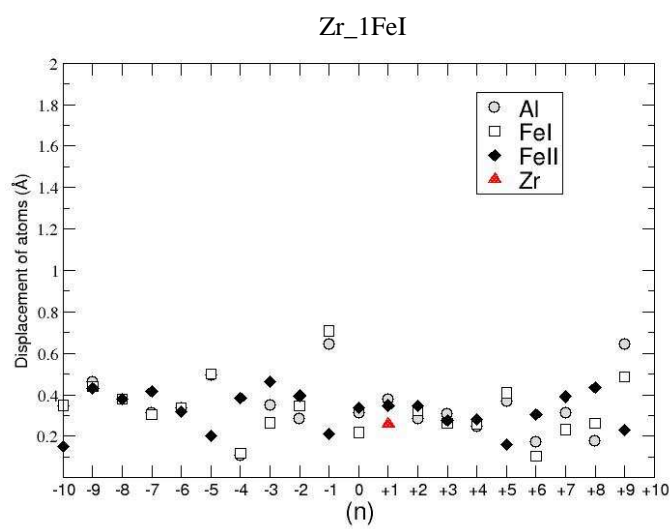 Zr_1FeI
2
1.8
1.6
1.4
1.2
1
0.8
0.6
0.4
0.2
Displacement of atoms (Å)
Al
FeI
FeII
Zr
-10 -9 -8 -7 -6 -5 -4 -3 -2 -1 0 +1 +2 +3 +4 +5 +6 +7 +8 +9 +10
(n)